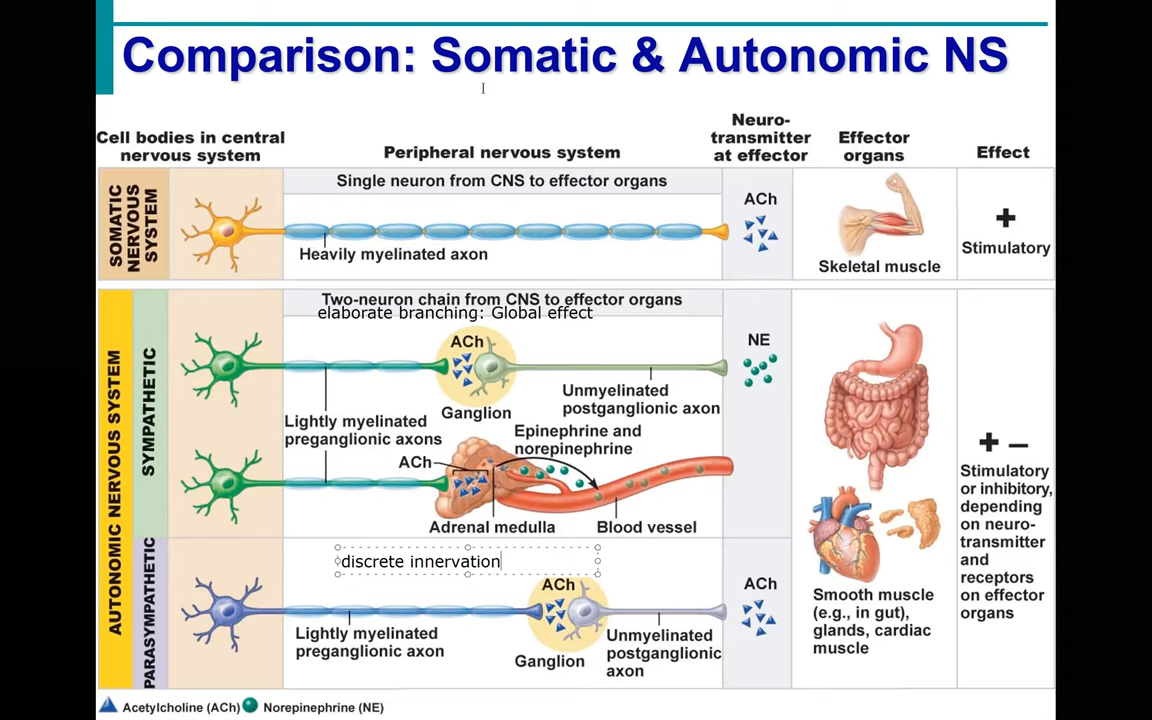 Comparison: Somatic & Autonomic NS
Cell bodies in central
nervous system
Peripheral nervous system
Neuro-
transmitter
at effector
Effector
organs
Effect
SOMATIC
NERVOUS
SYSTEM
Single neuron from CNS to effector organs
Heavily myelinated axon
ACh
Skeletal muscle
+
Stimulatory
AUTONOMIC NERVOUS SYSTEM
SYMPATHETIC
Two-neuron chain from CNS to effector organs
elaborate branching: Global effect
ACh
Ganglion
Lightly myelinated
preganglionic axons
Unmyelinated
postganglionic axon
NE
Epinephrine and
norepinephrine
ACh
Adrenal medulla
Blood vessel
PARASYMPATHETIC
discrete innervation
ACh
Lightly myelinated
preganglionic axon
Ganglion
Unmyelinated
postganglionic
axon
ACh
Smooth muscle
(e.g., in gut),
glands, cardiac
muscle
+ –
Stimulatory
or inhibitory,
depending
on neuro-
transmitter
and
receptors
on effector
organs
Acetylcholine (ACh)
Norepinephrine (NE)